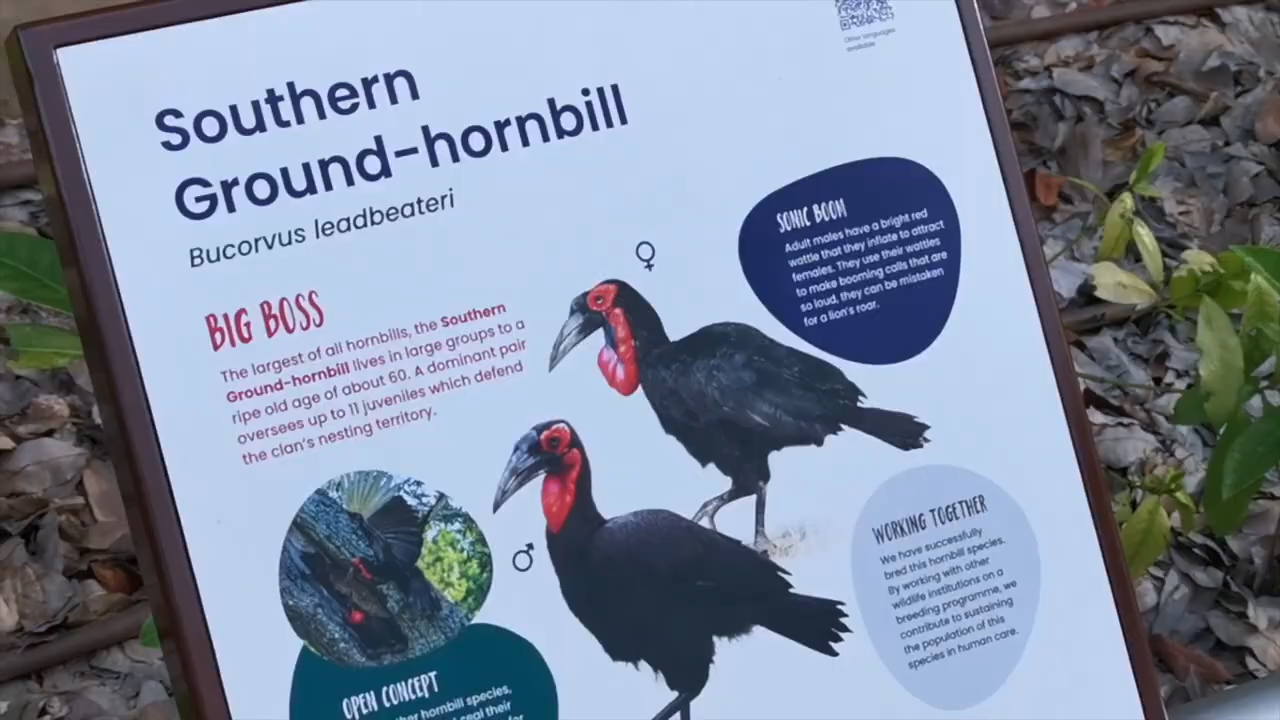 Other languages
available
Southern
Ground-hornbill
Bucorvus leadbeateri
BIG BOSS
The largest of all hornbills, the Southern
Ground-hornbill lives in large groups to a
ripe old age of about 60. A dominant pair
oversees up to 11 juveniles which defend
the clan's nesting territory.
♀
SONIC BOOM
Adult males have a bright red
wattle that they inflate to attract
females. They use their wattles
to make booming calls that are
so loud, they can be mistaken
for a lion's roar.
♂
WORKING TOGETHER
We have successfully
bred this hornbill species.
By working with other
wildlife institutions on a
breeding programme, we
contribute to sustaining
the population of this
species in human care.
OPEN CONCEPT
hornbill species,
seal their